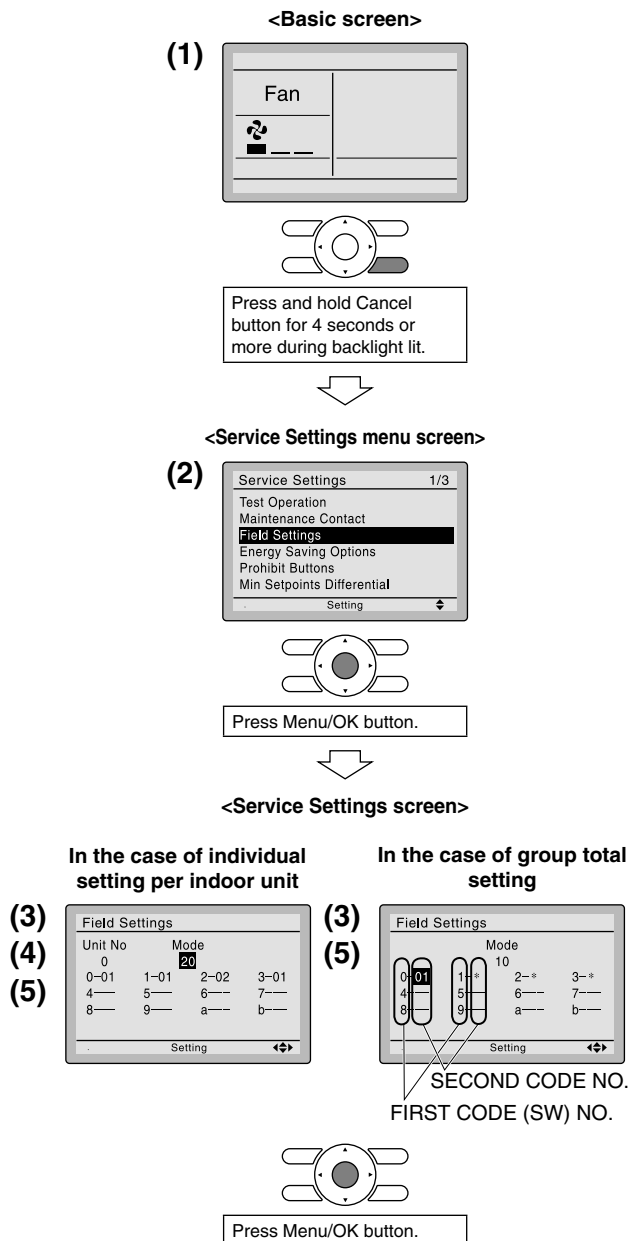 <Basic screen>
(1)
Fan
Press and hold Cancel
button for 4 seconds or
more during backlight lit.
<Service Settings menu screen>
(2)
Service Settings 1/3
Test Operation
Maintenance Contact
Field Settings
Energy Saving Options
Prohibit Buttons
Min Setpoints Differential
Setting
Press Menu/OK button.
<Service Settings screen>
In the case of individual
setting per indoor unit
(3)
(4)
(5)
Field Settings
Unit No Mode
0 20
0-01 1-01 2-02 3-01
4-— 5-— 6-— 7-—
8-— 9-— a-— b-—
Setting
In the case of group total
setting
(3)
(5)
Field Settings
Mode
10
0-01 1-* 2-* 3-*
4-— 5-— 6-— 7-—
8-— 9-— a-— b-—
Setting
SECOND CODE NO.
FIRST CODE (SW) NO.
Press Menu/OK button.